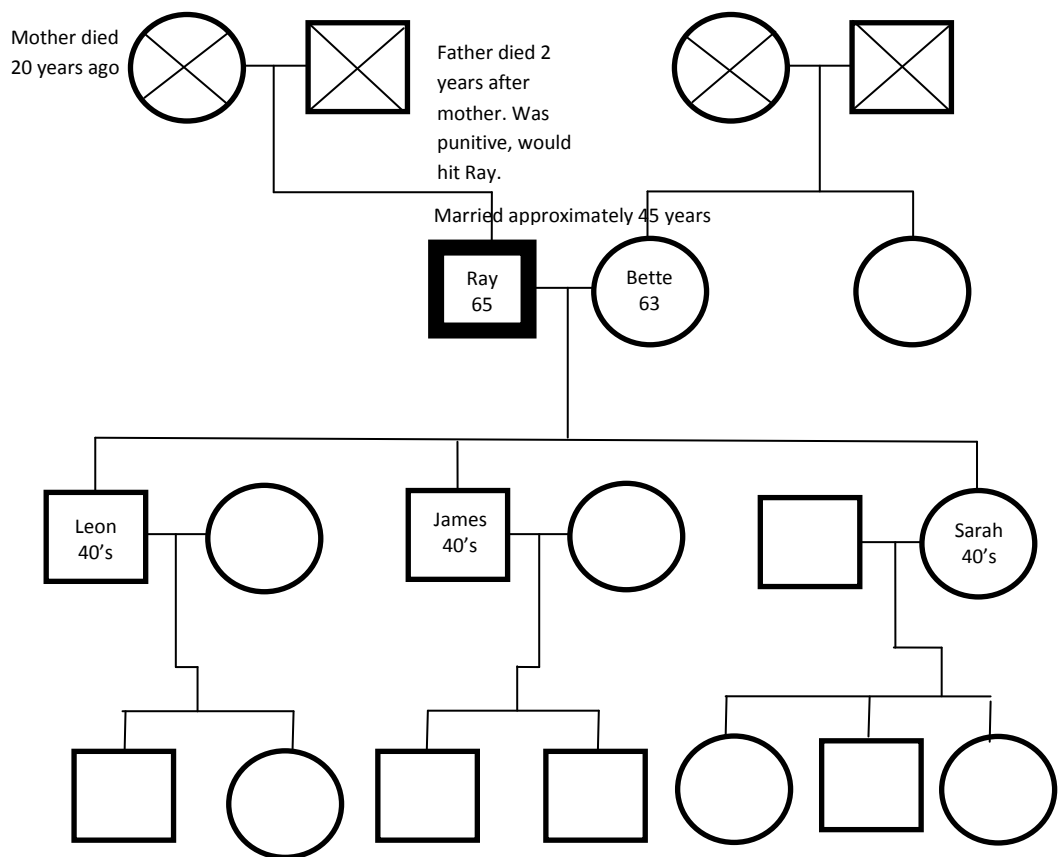 Mother died
20 years ago
Father died 2
years after
mother. Was
punitive, would
hit Ray.
Married approximately 45 years
Ray
65
Bette
63
Leon
40’s
James
40’s
Sarah
40’s